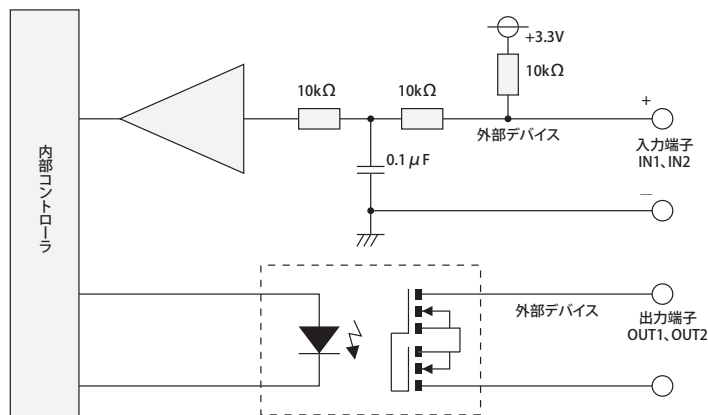 +3.3V
10kΩ
10kΩ
10kΩ
+
外部デバイス
入力端子
IN1、IN2
0.1μF
−
内部コントローラ
外部デバイス
出力端子
OUT1、OUT2